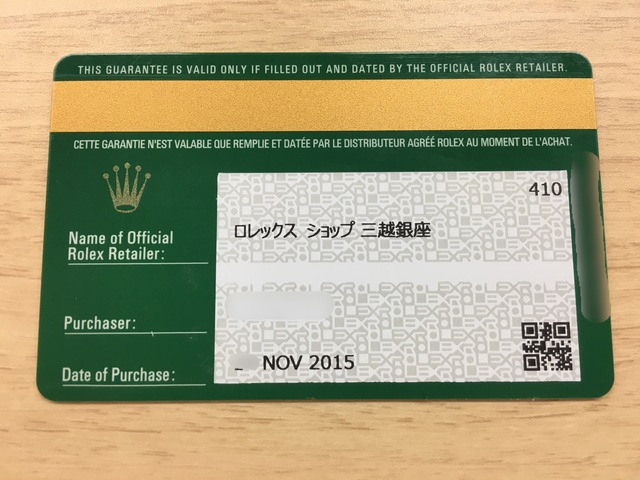 THIS GUARANTEE IS VALID ONLY IF FILLED OUT AND DATED BY THE OFFICIAL ROLEX RETAILER.
CETTE GARANTIE N'EST VALABLE QUE REMPLIE ET DATÉE PAR LE DISTRIBUTEUR AGRÉÉ ROLEX AU MOMENT DE L'ACHAT.
410
Name of Official
Rolex Retailer:
ロレックス ショップ 三越銀座
Purchaser:
Date of Purchase:
_ NOV 2015